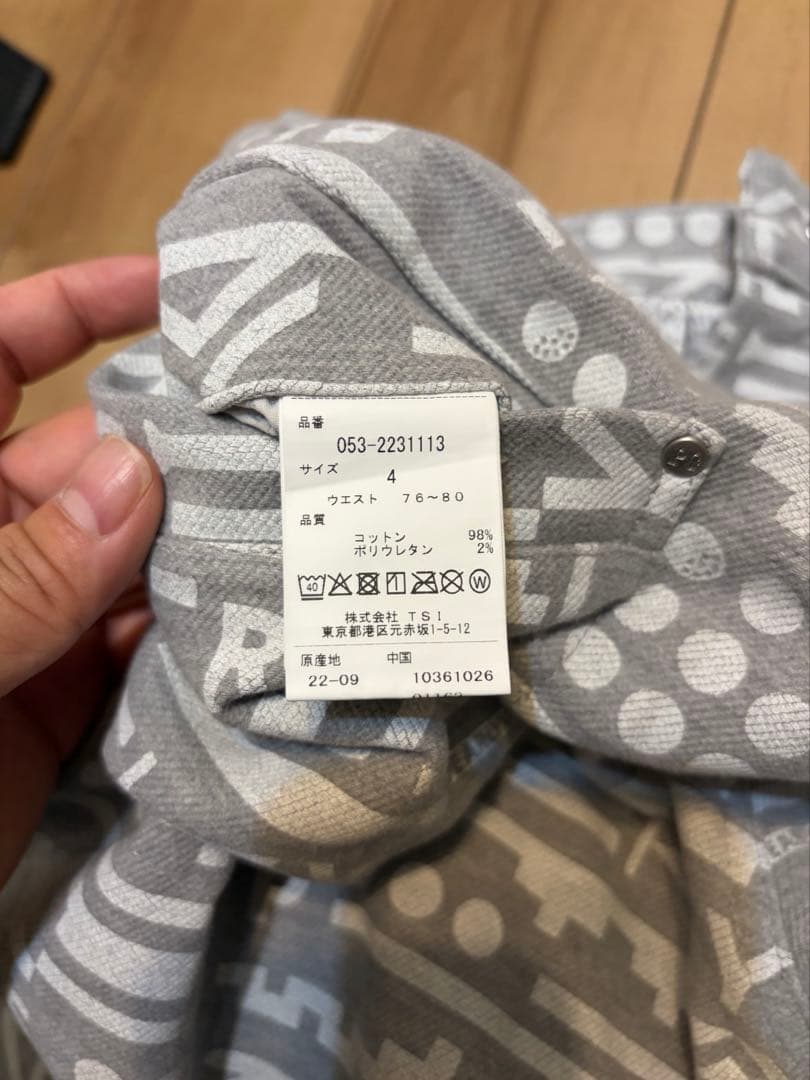 品番
053-2231113
サイズ
4
ウエスト 76～80
品質
コットン 98%
ポリウレタン 2%
40 W
株式会社 TSI
東京都港区元赤坂1-5-12
原産地 中国
22-09 10361026